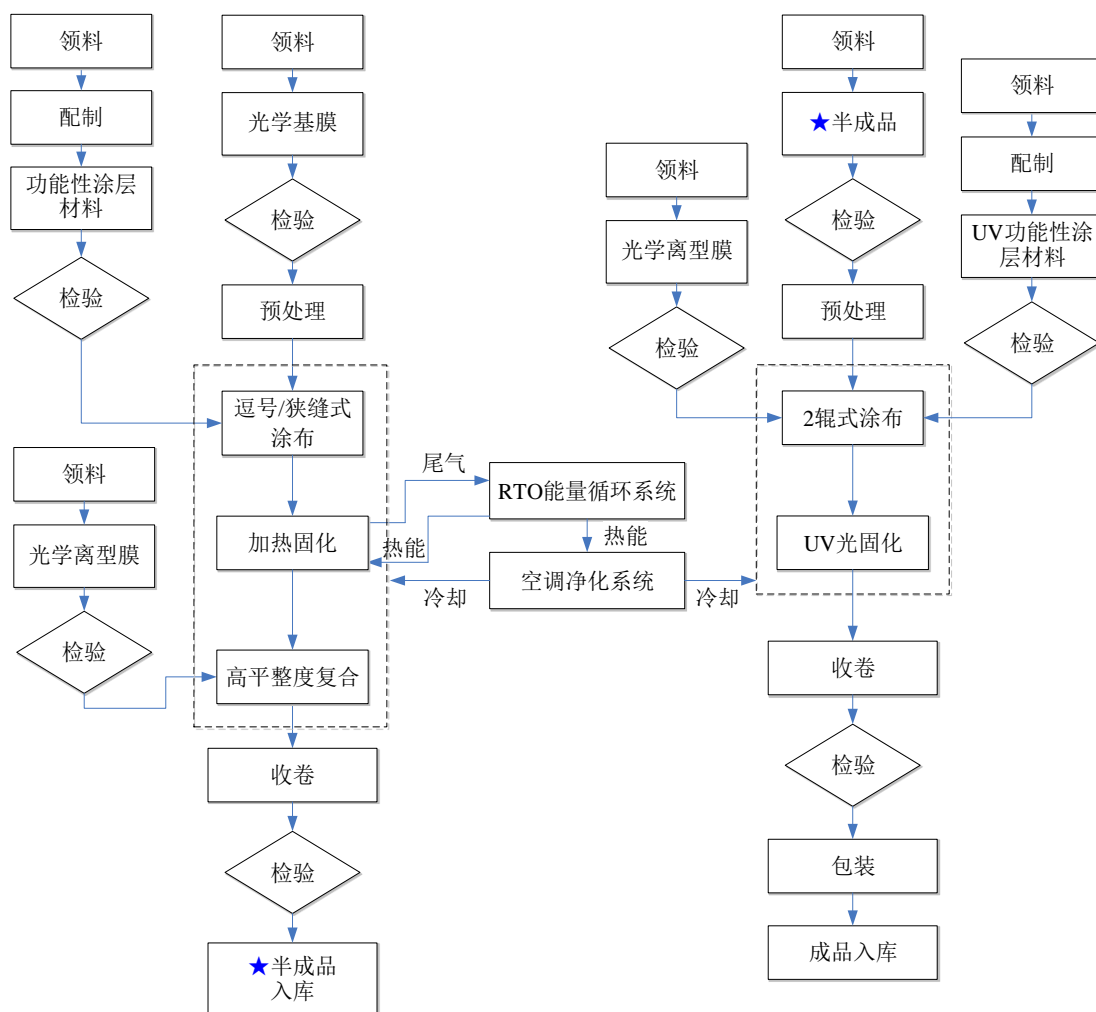 领料
配制
功能性涂层
材料
检验
领料
光学基膜
检验
预处理
逗号/狭缝式
涂布
加热固化
高平整度复合
收卷
检验
★半成品
入库
领料
光学离型膜
检验
尾气
RTO能量循环系统
热能
热能
空调净化系统
冷却
冷却
领料
光学离型膜
检验
领料
★半成品
检验
预处理
2辊式涂布
UV光固化
收卷
检验
包装
成品入库
领料
配制
UV功能性涂
层材料
检验